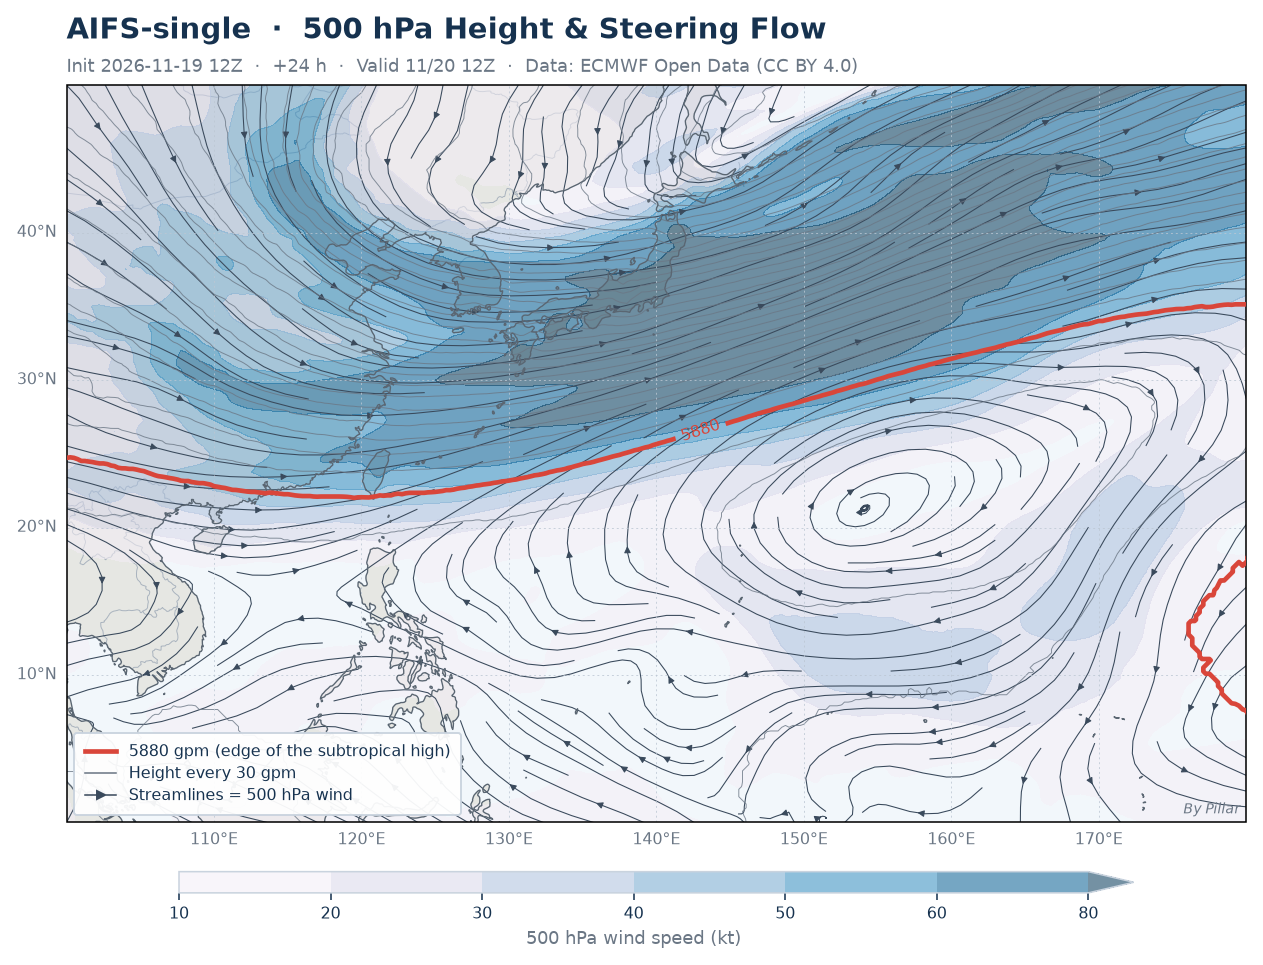 AIFS-single · 500 hPa Height & Steering Flow
Init 2026-11-19 12Z · +24 h · Valid 11/20 12Z · Data: ECMWF Open Data (CC BY 4.0)
40°N
30°N
20°N
10°N
5880
5880 gpm (edge of the subtropical high)
Height every 30 gpm
Streamlines = 500 hPa wind
By Pillar
110°E 120°E 130°E 140°E 150°E 160°E 170°E
10 20 30 40 50 60 80
500 hPa wind speed (kt)